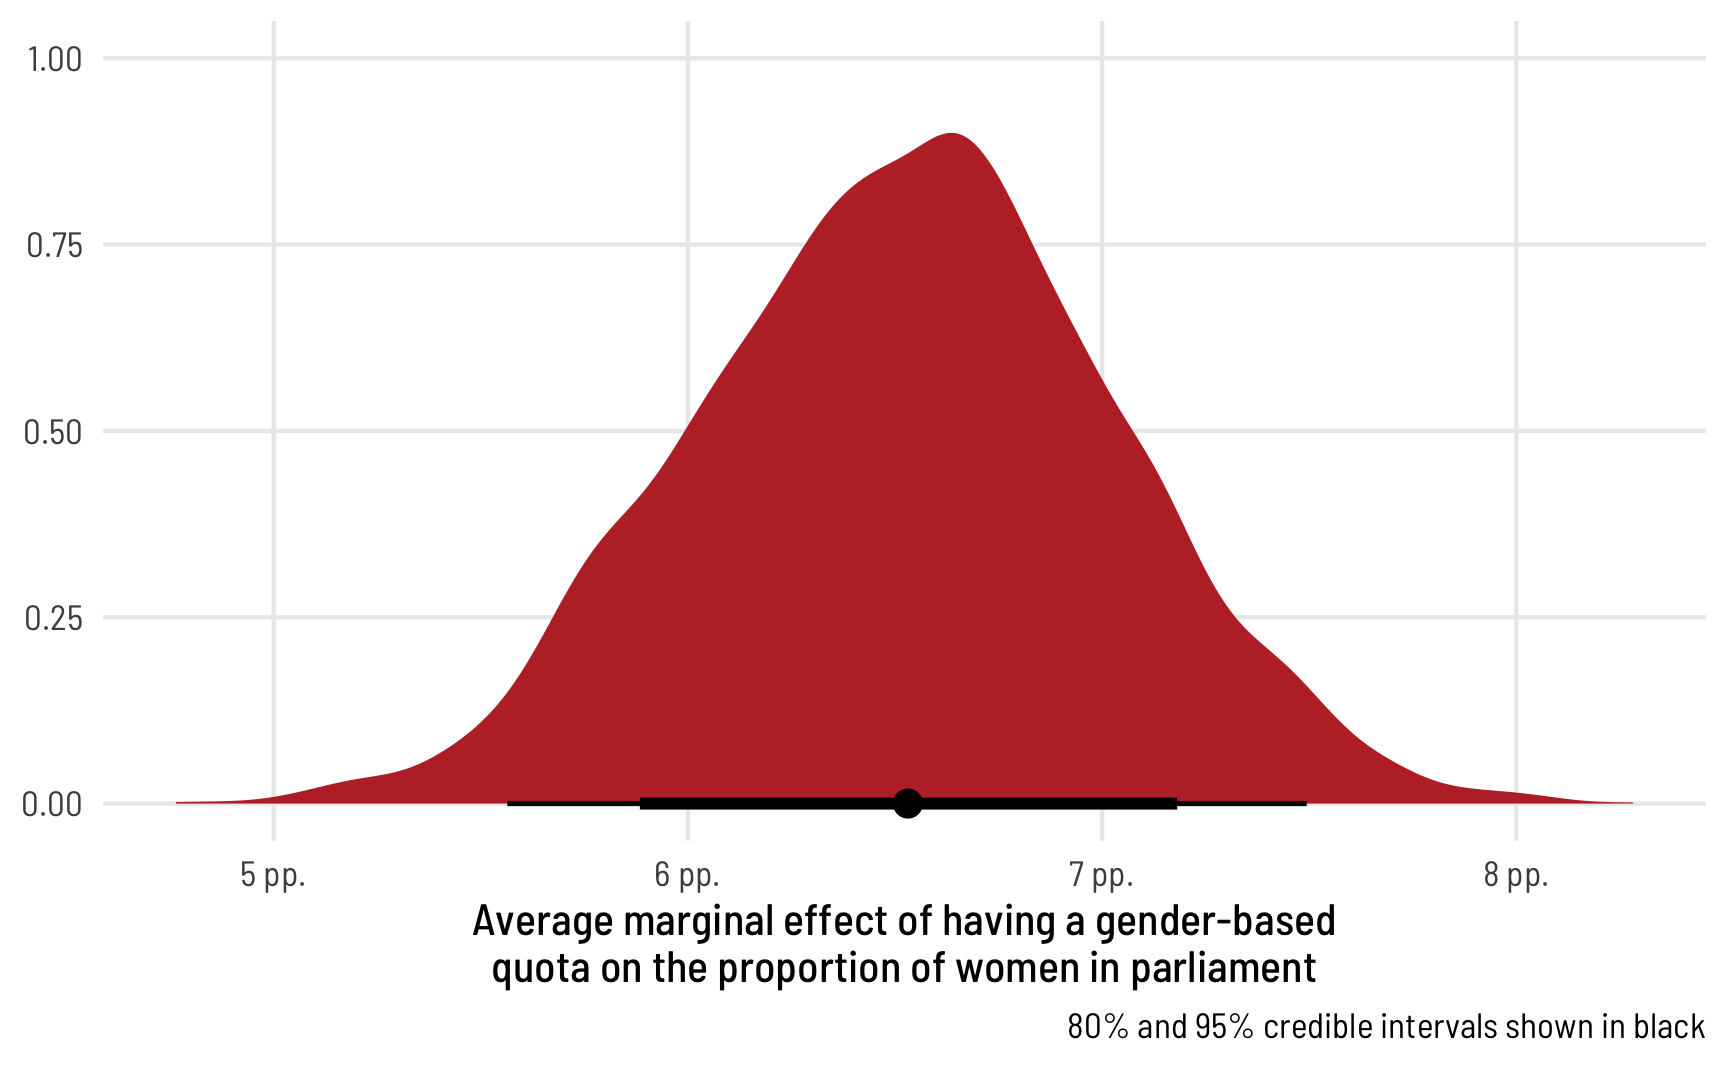 1.00
0.75
0.50
0.25
0.00
5 pp.
6 pp.
7 pp.
8 pp.
Average marginal effect of having a gender-based
quota on the proportion of women in parliament
80% and 95% credible intervals shown in black